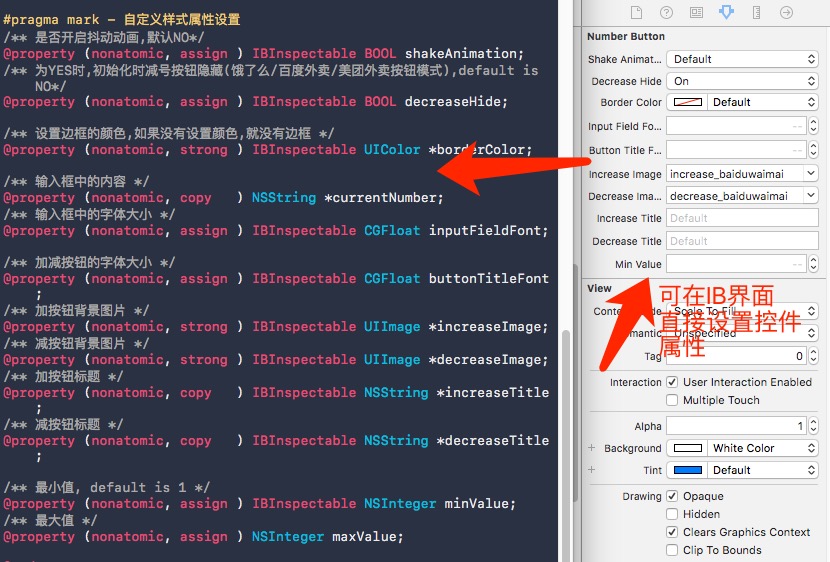 #pragma mark - 自定义样式属性设置
/** 是否开启抖动动画,默认NO*/
@property (nonatomic, assign ) IBInspectable BOOL shakeAnimation;
/** 为YES时,初始化时减号按钮隐藏(饿了么/百度外卖/美团外卖按钮模式),default is
NO*/
@property (nonatomic, assign ) IBInspectable BOOL decreaseHide;
/** 设置边框的颜色,如果没有设置颜色,就没有边框 */
@property (nonatomic, strong ) IBInspectable UIColor *borderColor;
/** 输入框中的内容 */
@property (nonatomic, copy   ) NSString *currentNumber;
/** 输入框中的字体大小 */
@property (nonatomic, assign ) IBInspectable CGFloat inputFieldFont;
/** 加减按钮的字体大小 */
@property (nonatomic, assign ) IBInspectable CGFloat buttonTitleFont
;
/** 加按钮背景图片 */
@property (nonatomic, strong ) IBInspectable UIImage *increaseImage;
/** 减按钮背景图片 */
@property (nonatomic, strong ) IBInspectable UIImage *decreaseImage;
/** 加按钮标题 */
@property (nonatomic, copy   ) IBInspectable NSString *increaseTitle
;
/** 减按钮标题 */
@property (nonatomic, copy   ) IBInspectable NSString *decreaseTitle
;
/** 最小值, default is 1 */
@property (nonatomic, assign ) IBInspectable NSInteger minValue;
/** 最大值 */
@property (nonatomic, assign ) NSInteger maxValue;
Number Button
Shake Animat... Default
Decrease Hide On
Border Color Default
Input Field Fo... --
Button Title F... --
Increase Image increase_baiduwaimai
Decrease Ima... decrease_baiduwaimai
Increase Title Default
Decrease Title Default
Min Value --
View
Scale To Fill
Unspecified
Tag 0
可在IB界面
直接设置控件
属性
Interaction User Interaction Enabled
Multiple Touch
Alpha 1
+ Background White Color
+ Tint Default
Drawing Opaque
Hidden
Clears Graphics Context
Clip To Bounds